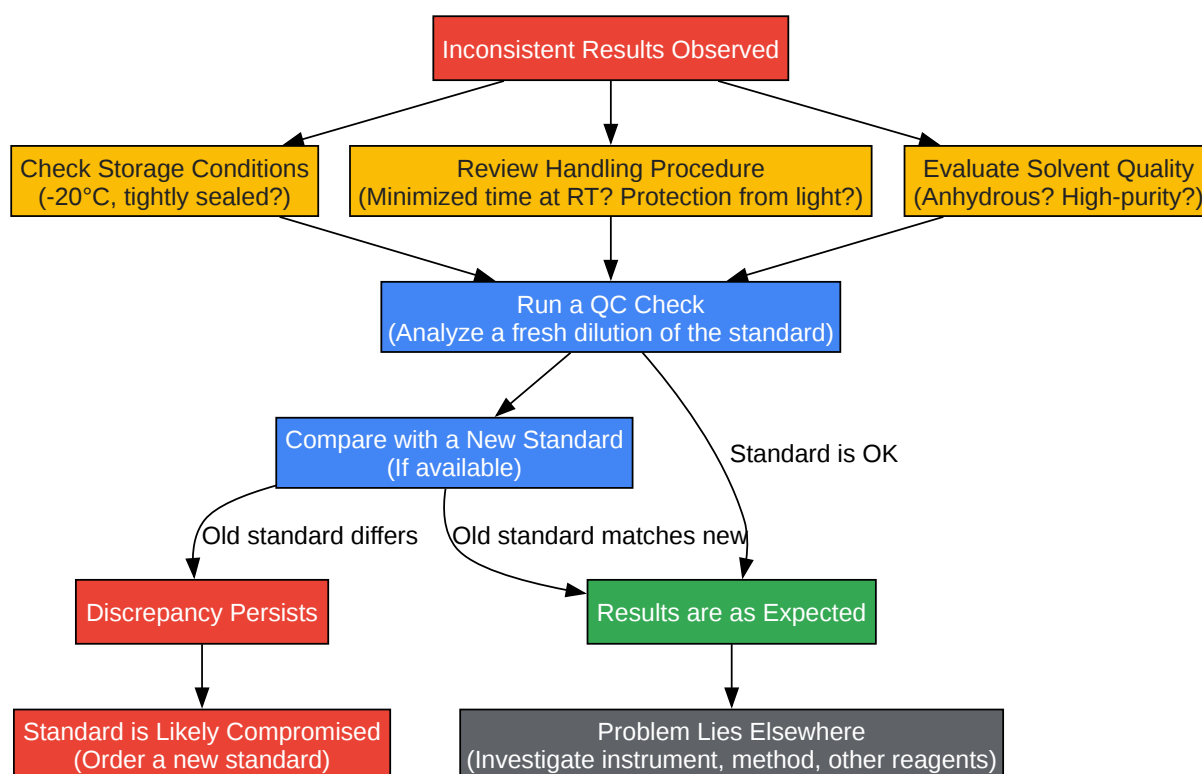 Inconsistent Results Observed
Check Storage Conditions
(-20°C, tightly sealed?)
Review Handling Procedure
(Minimized time at RT? Protection from light?)
Evaluate Solvent Quality
(Anhydrous? High-purity?)
Run a QC Check
(Analyze a fresh dilution of the standard)
Compare with a New Standard
(If available)
Standard is OK
Old standard differs
Old standard matches new
Discrepancy Persists
Results are as Expected
Standard is Likely Compromised
(Order a new standard)
Problem Lies Elsewhere
(Investigate instrument, method, other reagents)